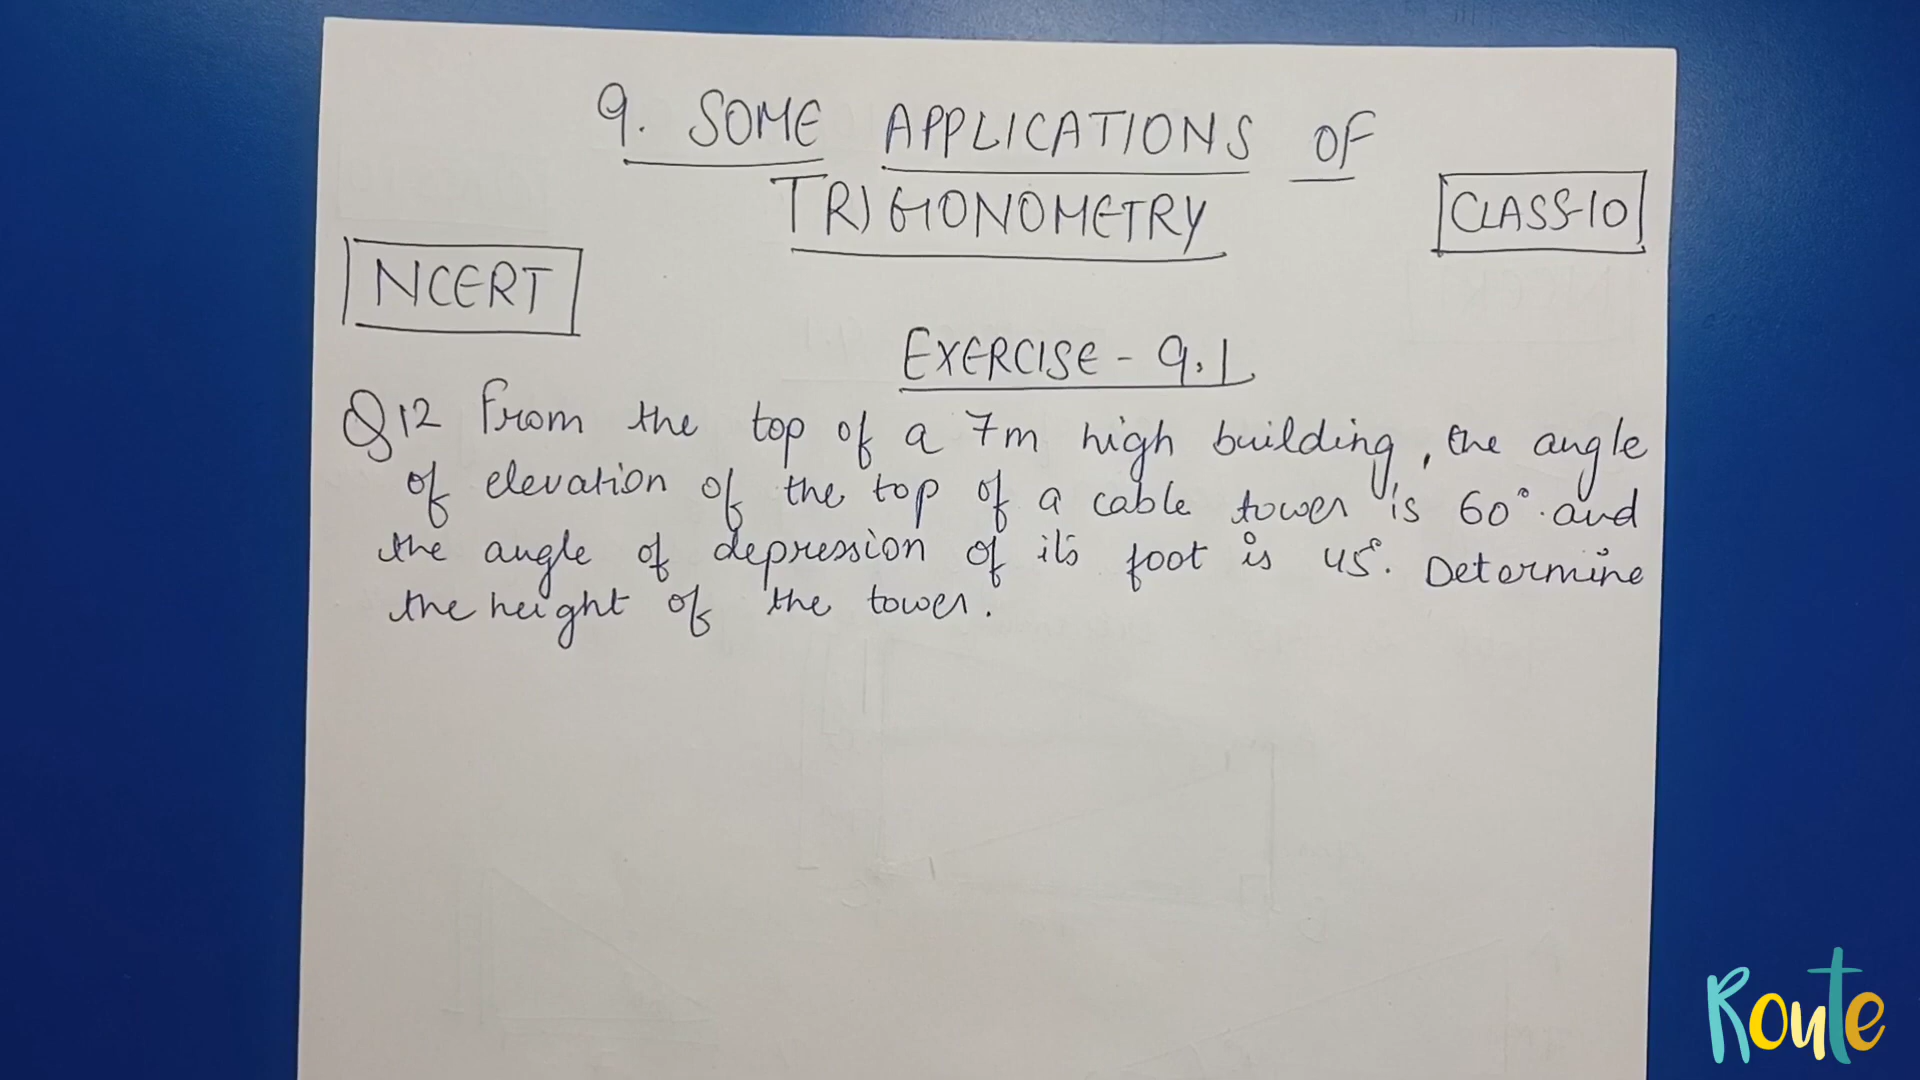 9. SOME APPLICATIONS OF
TRIGONOMETRY
CLASS-10
NCERT
EXERCISE - 9.1
Q12 From the top of a 7m high building, the angle
of elevation of the top of a cable tower is 60°. and
the angle of depression of its foot is 45°. Determine
the height of the tower.
Route